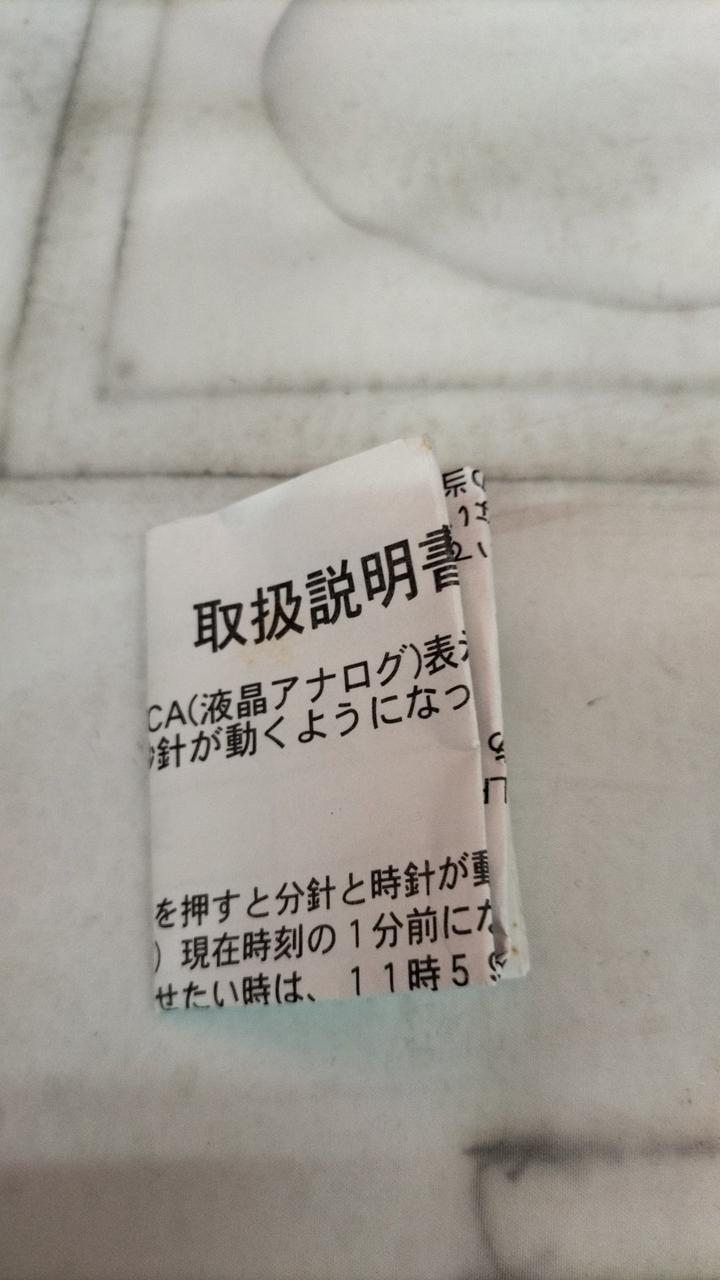 取扱説明書
CA(液晶アナログ)表示
針が動くようになっ
を押すと分針と時針が動
)現在時刻の1分前にな
せたい時は、11時5